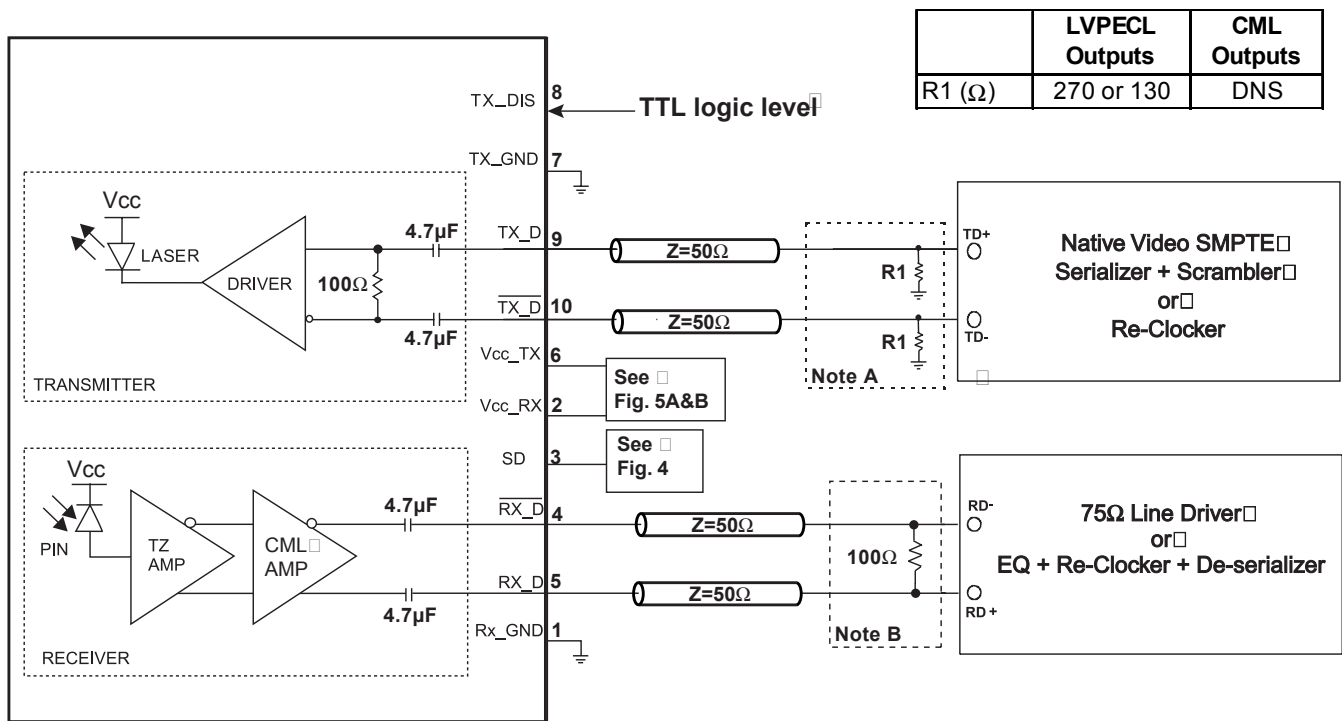 LVPECL Outputs
CML Outputs
R1 (Ω)
270 or 130
DNS
TX_DIS
8
TTL logic level
TX_GND
7
Vcc
LASER
DRIVER
100Ω
4.7µF
4.7µF
TRANSMITTER
TX_D
9
TX_D
10
Z=50Ω
Z=50Ω
R1
R1
Note A
TD+
TD-
Native Video SMPTE
Serializer + Scrambler
or
Re-Clocker
Vcc_TX
6
Vcc_RX
2
See
Fig. 5A&B
SD
3
See
Fig. 4
Vcc
PIN
TZ
AMP
CML
AMP
4.7µF
4.7µF
RECEIVER
RX_D
4
RX_D
5
Rx_GND
1
Z=50Ω
Z=50Ω
100Ω
Note B
RD-
RD+
75Ω Line Driver
or
EQ + Re-Clocker + De-serializer